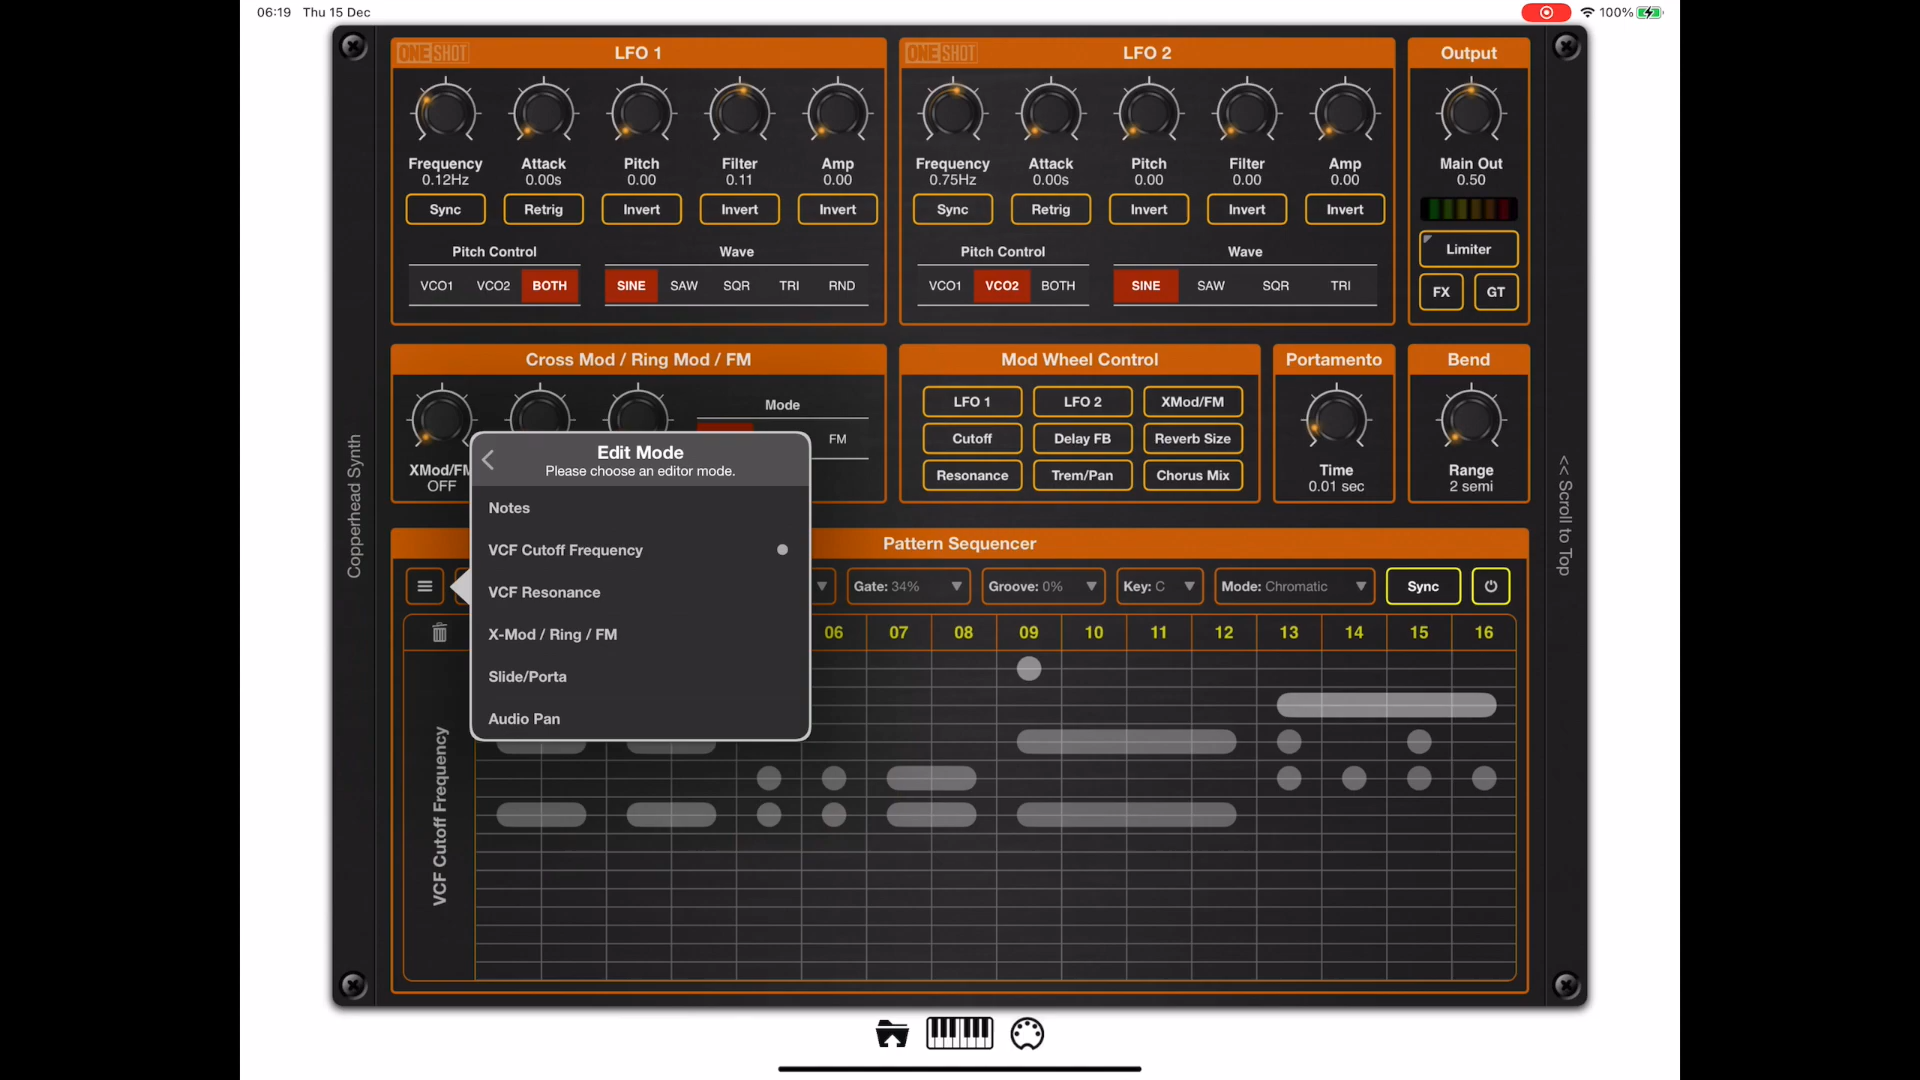 06:19 Thu 15 Dec
100%
ONE SHOT
LFO 1
Frequency Attack Pitch Filter Amp
0.12Hz 0.00s 0.00 0.11 0.00
Sync Retrig Invert Invert Invert
Pitch Control Wave
VCO1 VCO2 BOTH SINE SAW SQR TRI RND
ONE SHOT
LFO 2
Frequency Attack Pitch Filter Amp
0.75Hz 0.00s 0.00 0.00 0.00
Sync Retrig Invert Invert Invert
Pitch Control Wave
VCO1 VCO2 BOTH SINE SAW SQR TRI
Output
Main Out
0.50
Limiter
FX GT
Cross Mod / Ring Mod / FM
Mode
FM
XMod/FM
OFF
Mod Wheel Control
LFO 1 LFO 2 XMod/FM
Cutoff Delay FB Reverb Size
Resonance Trem/Pan Chorus Mix
Portamento
Time
0.01 sec
Bend
Range
2 semi
Copperhead Synth
<< Scroll to Top
Edit Mode
Please choose an editor mode.
Notes
VCF Cutoff Frequency
VCF Resonance
X-Mod / Ring / FM
Slide/Porta
Audio Pan
Pattern Sequencer
Gate: 34% Groove: 0% Key: C Mode: Chromatic Sync
06 07 08 09 10 11 12 13 14 15 16
VCF Cutoff Frequency